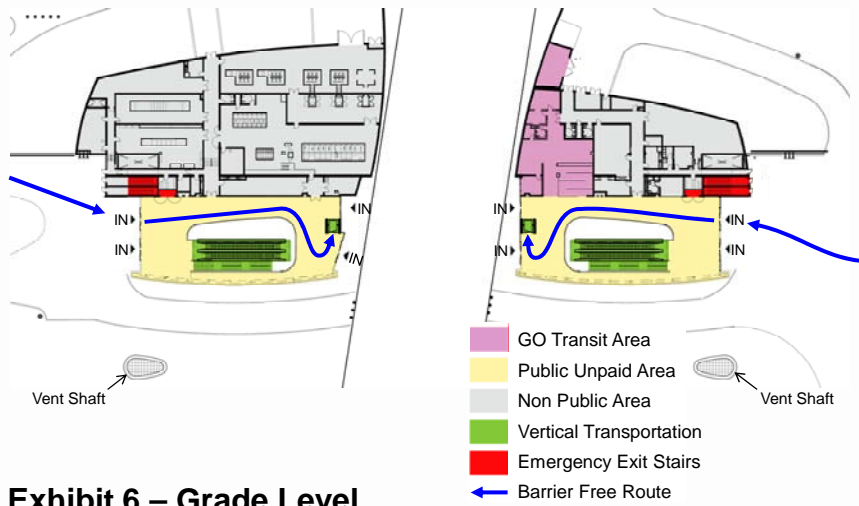 IN
IN
IN
IN
IN
IN
IN
IN
Vent Shaft
Vent Shaft
GO Transit Area
Public Unpaid Area
Non Public Area
Vertical Transportation
Emergency Exit Stairs
Barrier Free Route
Exhibit 6 – Grade Level